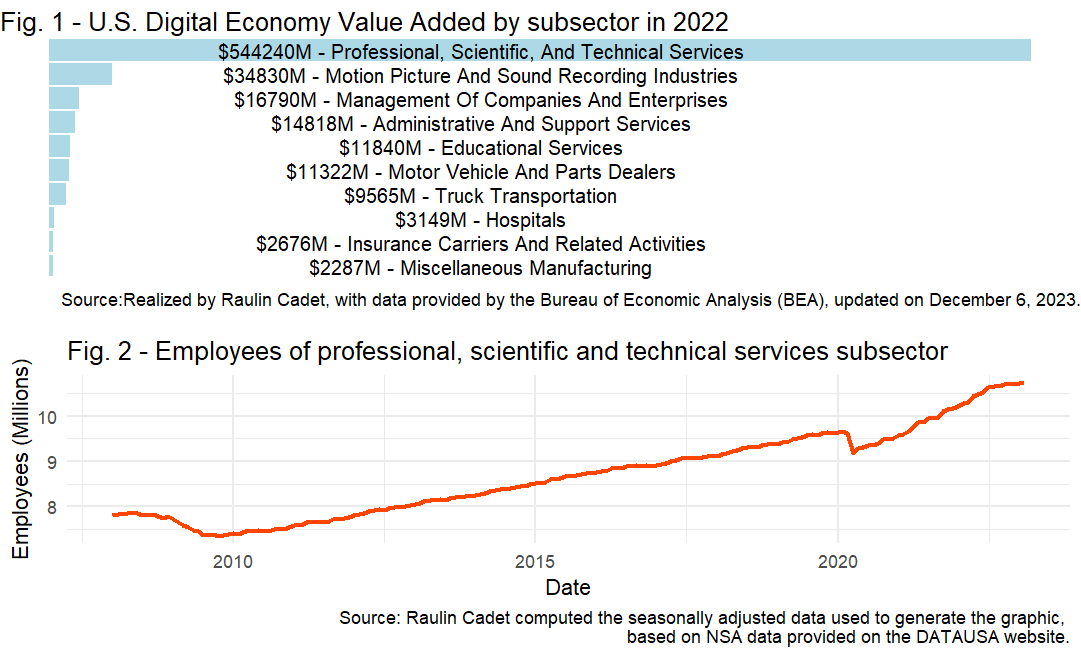 Fig. 1 - U.S. Digital Economy Value Added by subsector in 2022
$544240M - Professional, Scientific, And Technical Services
$34830M - Motion Picture And Sound Recording Industries
$16790M - Management Of Companies And Enterprises
$14818M - Administrative And Support Services
$11840M - Educational Services
$11322M - Motor Vehicle And Parts Dealers
$9565M - Truck Transportation
$3149M - Hospitals
$2676M - Insurance Carriers And Related Activities
$2287M - Miscellaneous Manufacturing
Source:Realized by Raulin Cadet, with data provided by the Bureau of Economic Analysis (BEA), updated on December 6, 2023.
Fig. 2 - Employees of professional, scientific and technical services subsector
Employees (Millions)
10
9
8
2010 2015 2020
Date
Source: Raulin Cadet computed the seasonally adjusted data used to generate the graphic,
based on NSA data provided on the DATAUSA website.